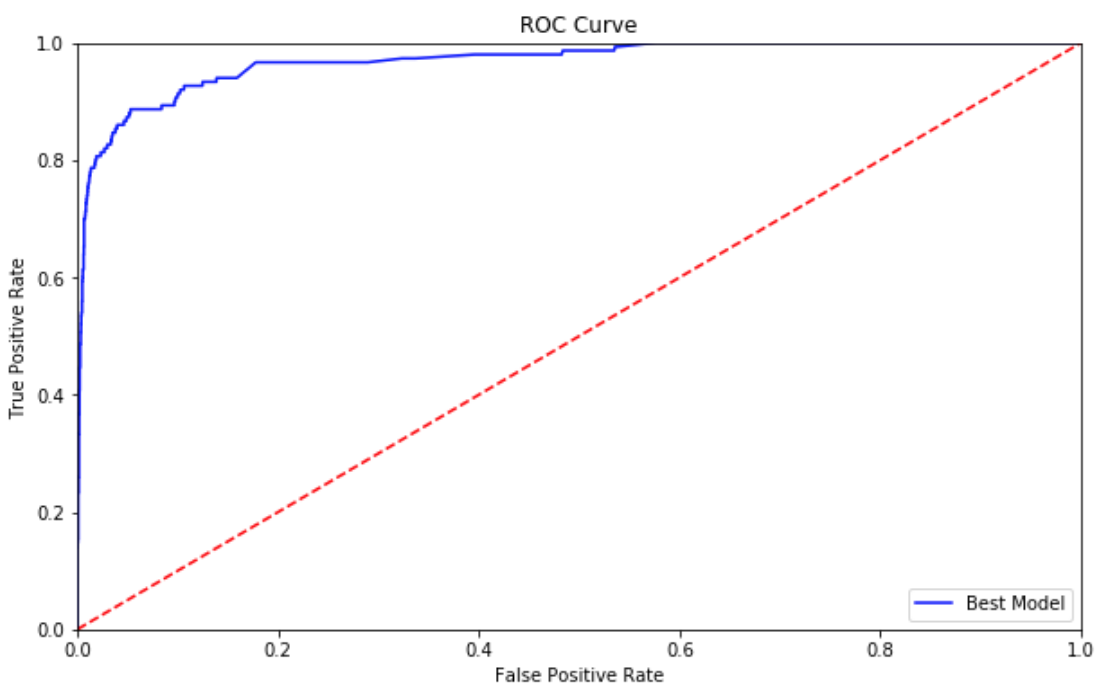 ROC Curve
1.0
0.8
0.6
0.4
0.2
0.0
True Positive Rate
Best Model
0.0 0.2 0.4 0.6 0.8 1.0
False Positive Rate